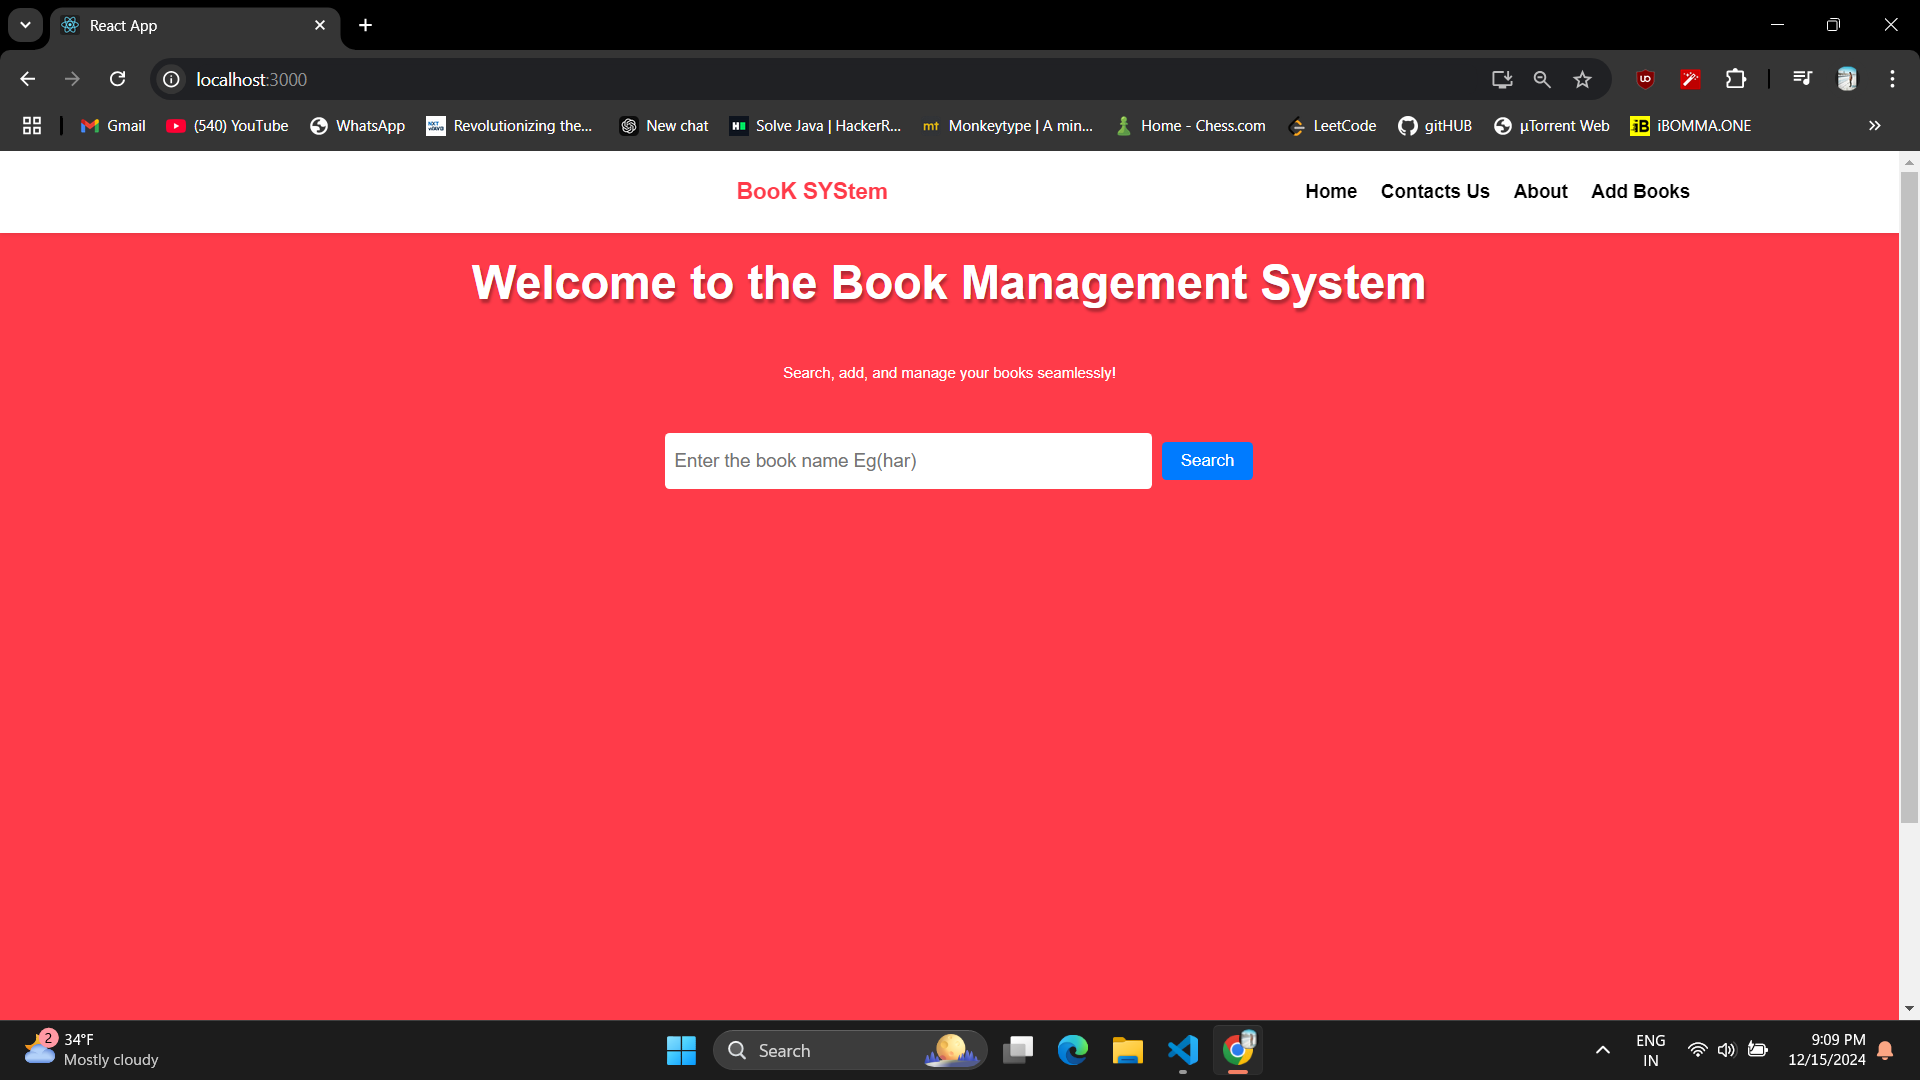 React App
localhost:3000
Gmail (540) YouTube WhatsApp Revolutionizing the... New chat Solve Java | HackerR... Monkeytype | A min... Home - Chess.com LeetCode gitHUB µTorrent Web iBOMMA.ONE
BooK SYStem Home Contacts Us About Add Books
Welcome to the Book Management System
Search, add, and manage your books seamlessly!
Enter the book name Eg(har) Search
2 34°F
Mostly cloudy
Search
ENG
IN
9:09 PM
12/15/2024